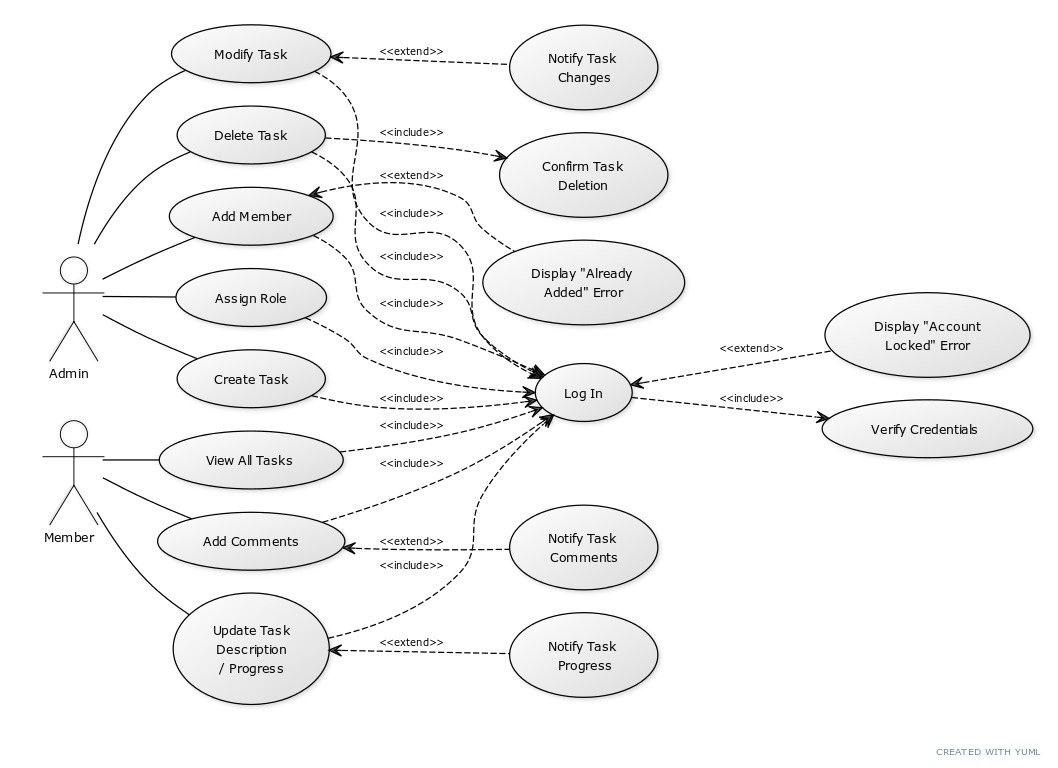 Modify Task
<<extend>>
Notify Task
Changes
Delete Task
<<include>>
Confirm Task
Deletion
<<extend>>
Add Member
<<include>>
<<include>>
Display "Already
Added" Error
Assign Role
<<include>>
Admin
Create Task
<<include>>
<<include>>
Log In
<<extend>>
Display "Account
Locked" Error
<<include>>
Verify Credentials
<<include>>
View All Tasks
<<include>>
Member
Add Comments
<<extend>>
Notify Task
Comments
<<include>>
Update Task
Description
/ Progress
<<extend>>
Notify Task
Progress
CREATED WITH YUML